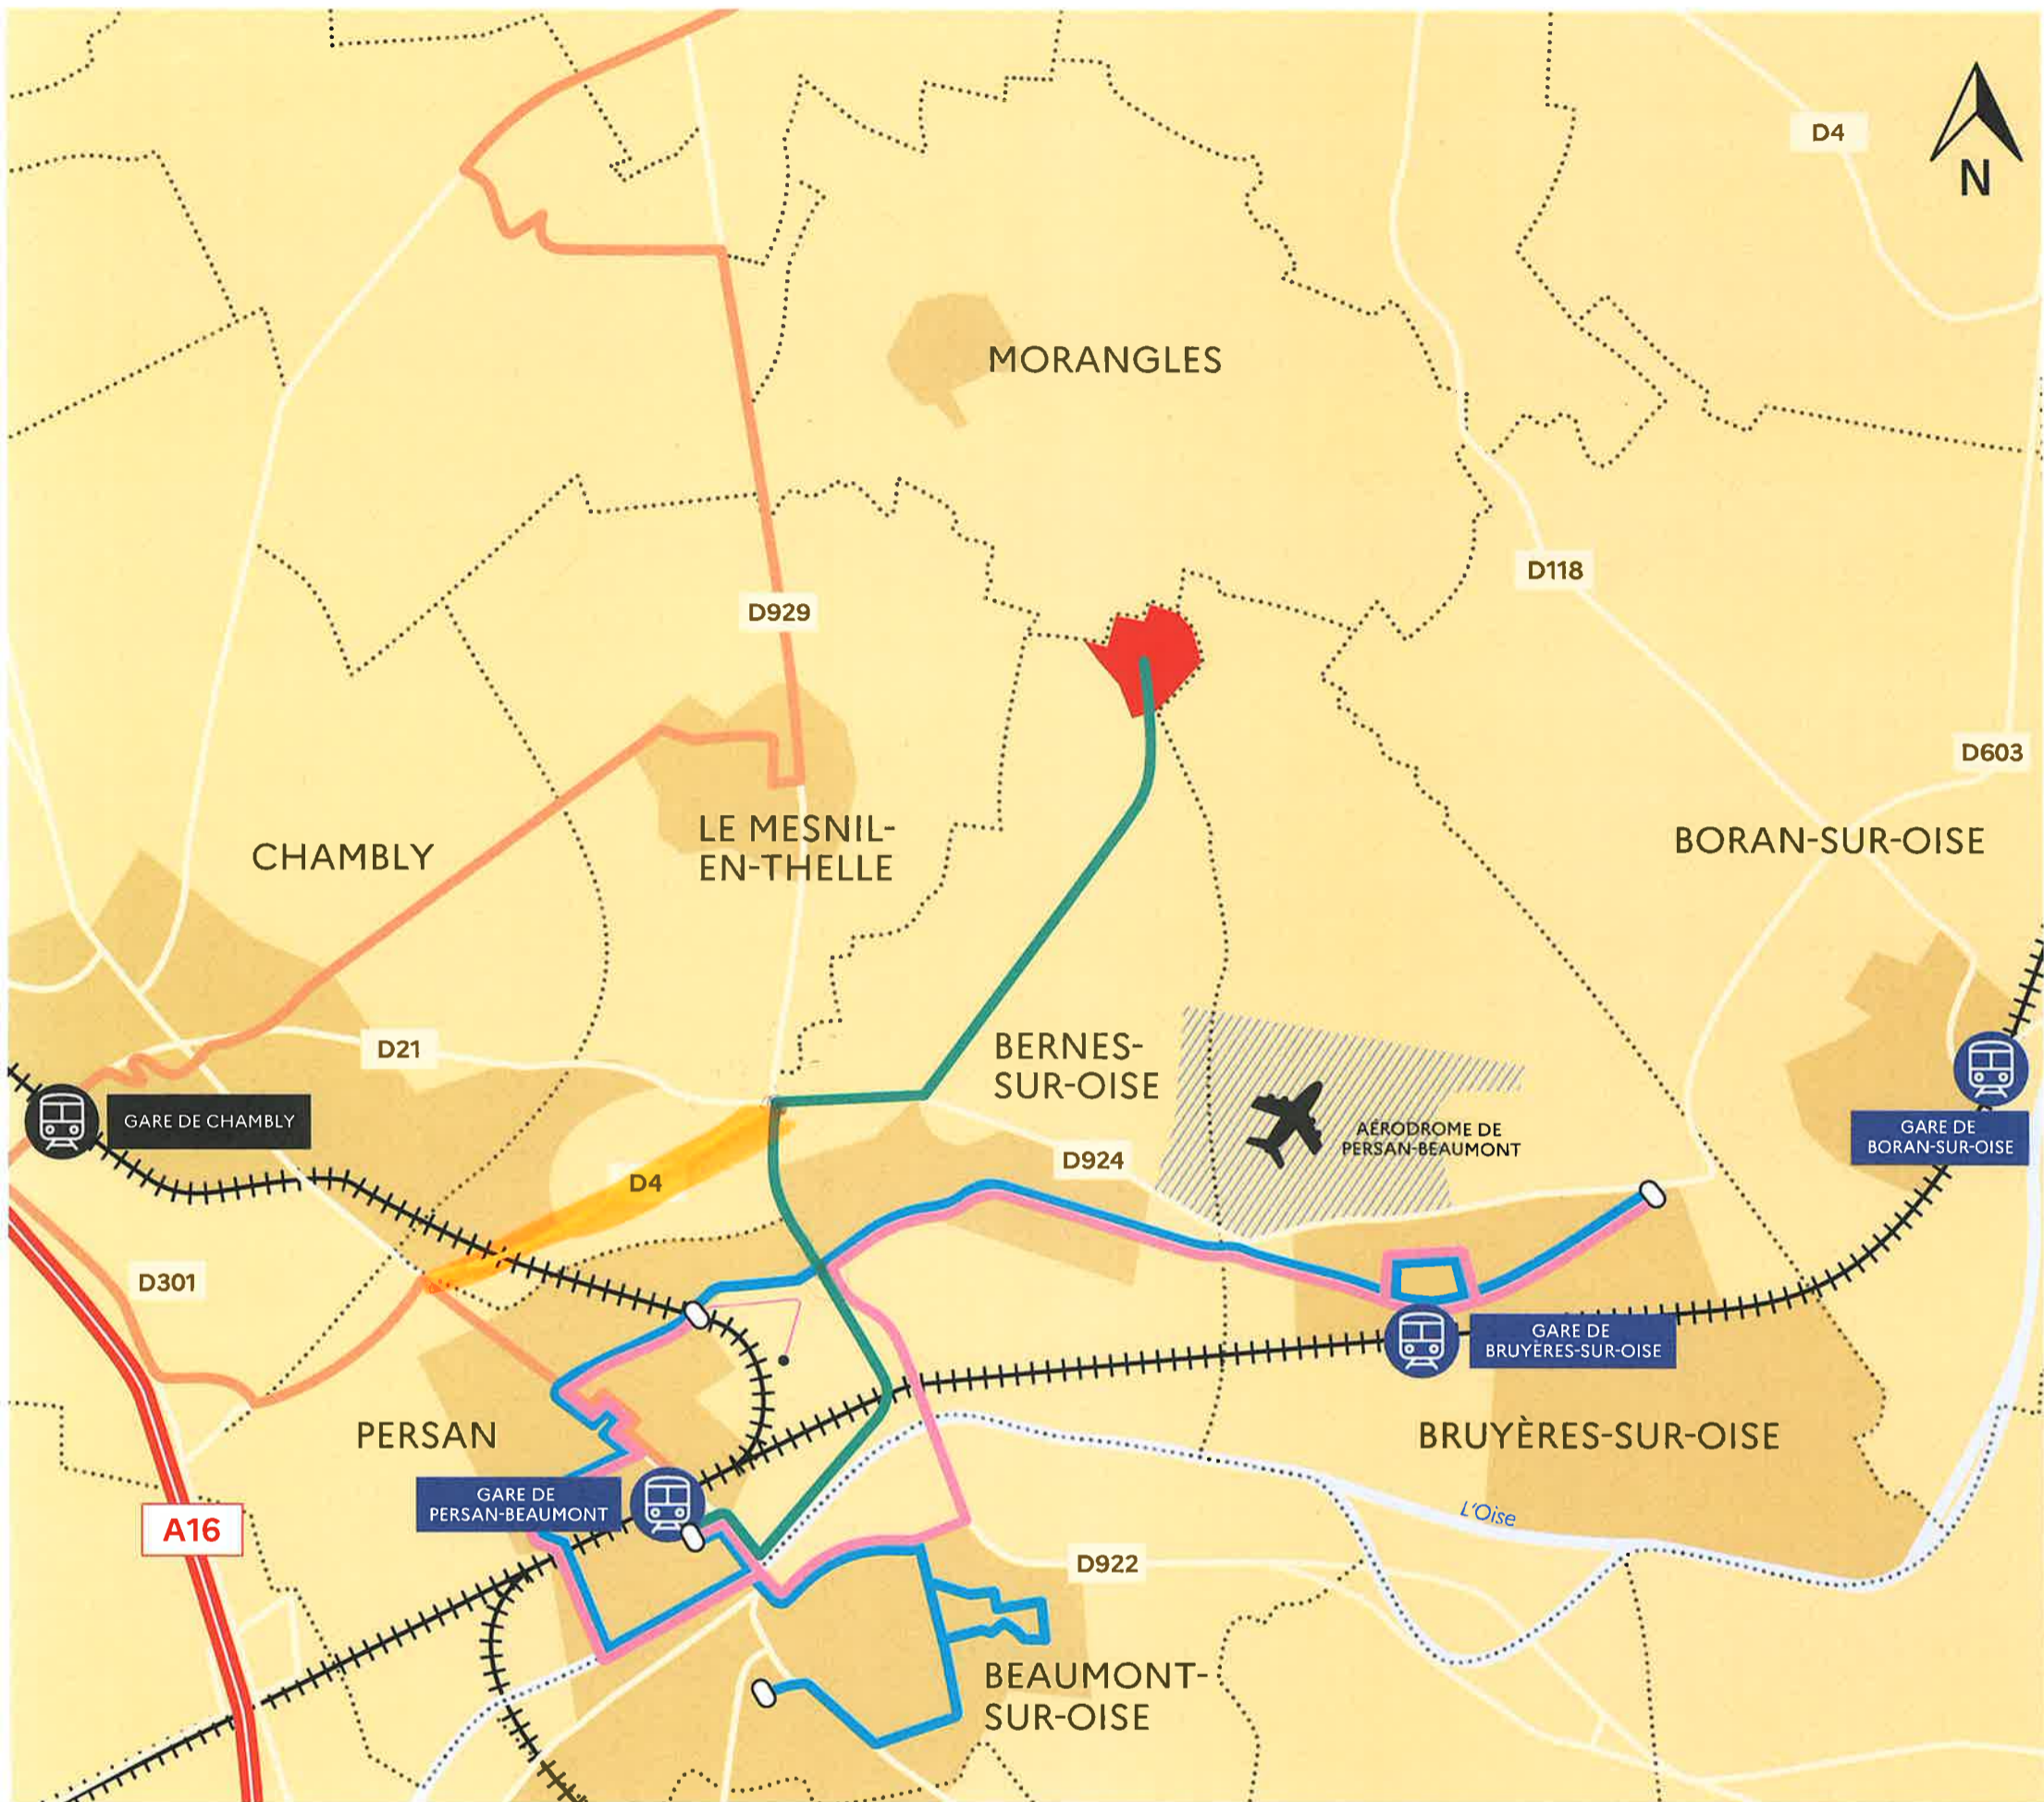 D4
N
MORANGLES
D118
D929
D603
LE MESNIL-
EN-THELLE
CHAMBLY
BORAN-SUR-OISE
D21
BERNES-
SUR-OISE
GARE DE CHAMBLY
AÉRODROME DE
PERSAN-BEAUMONT
GARE DE
BORAN-SUR-OISE
D924
D4
D301
GARE DE
BRUYÈRES-SUR-OISE
PERSAN
BRUYÈRES-SUR-OISE
GARE DE
PERSAN-BEAUMONT
L'Oise
A16
D922
BEAUMONT-
SUR-OISE